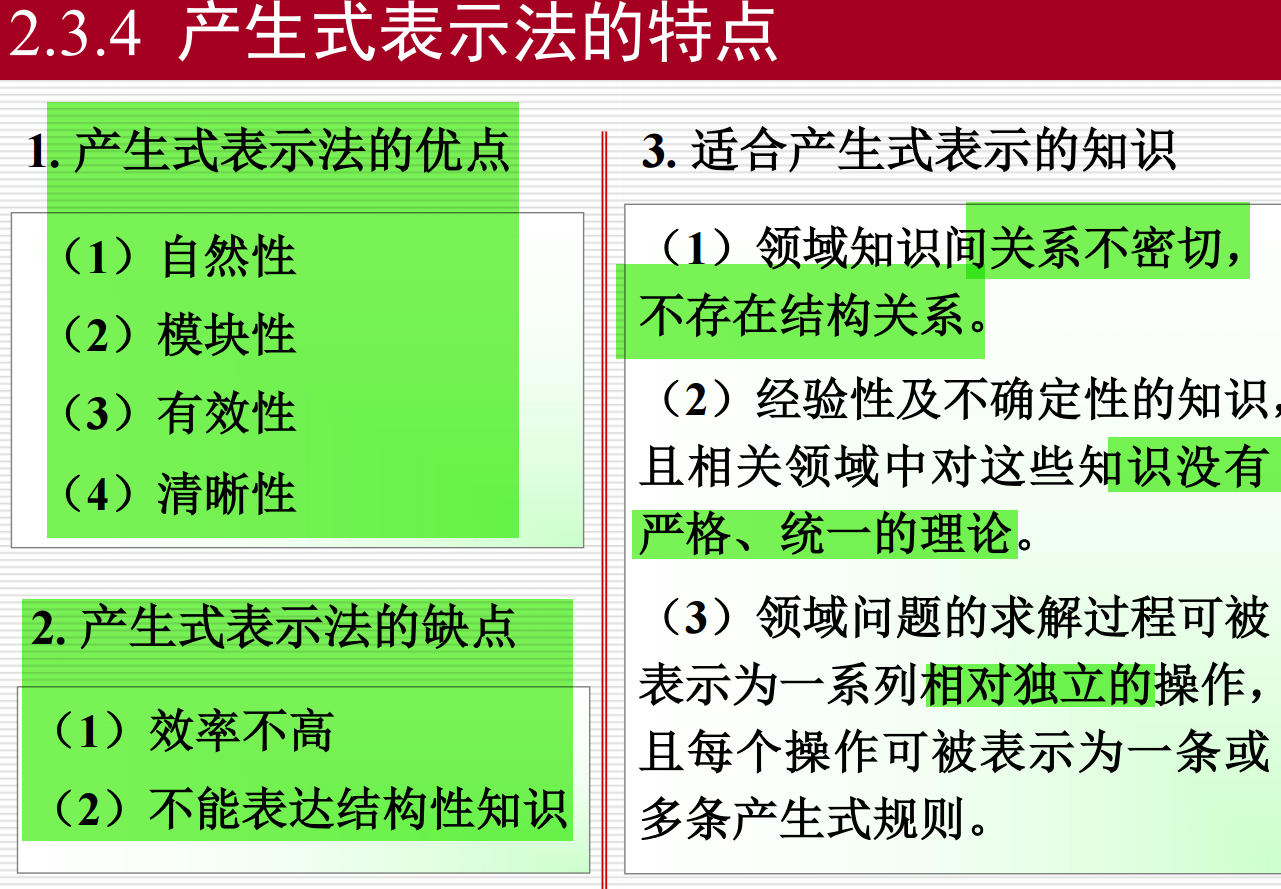 2.3.4 产生式表示法的特点
1. 产生式表示法的优点
（1）自然性
（2）模块性
（3）有效性
（4）清晰性
2. 产生式表示法的缺点
（1）效率不高
（2）不能表达结构性知识
3. 适合产生式表示的知识
（1）领域知识间关系不密切，
不存在结构关系。
（2）经验性及不确定性的知识，
且相关领域中对这些知识没有
严格、统一的理论。
（3）领域问题的求解过程可被
表示为一系列相对独立的操作，
且每个操作可被表示为一条或
多条产生式规则。